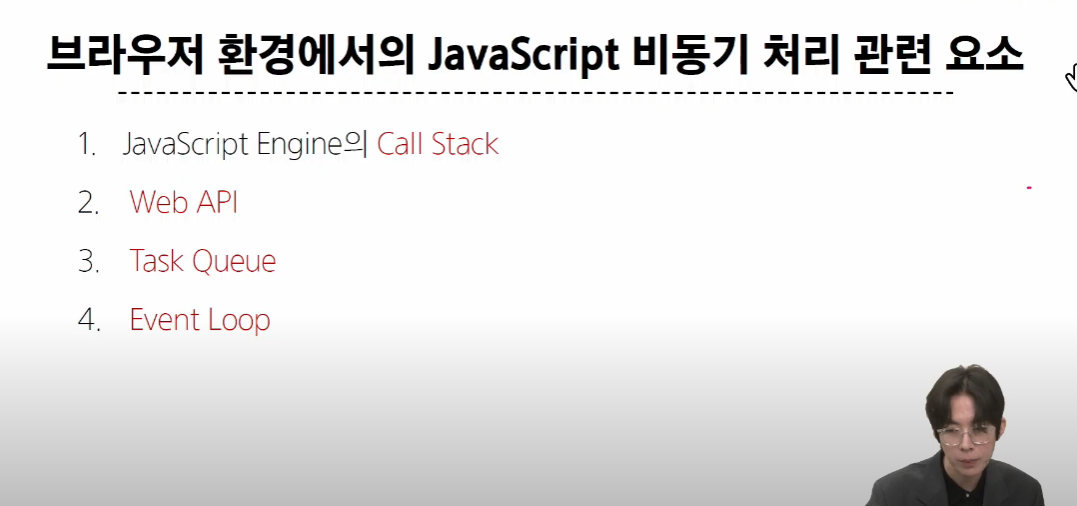 브라우저 환경에서의 JavaScript 비동기 처리 관련 요소
1. JavaScript Engine의 Call Stack
2. Web API
3. Task Queue
4. Event Loop